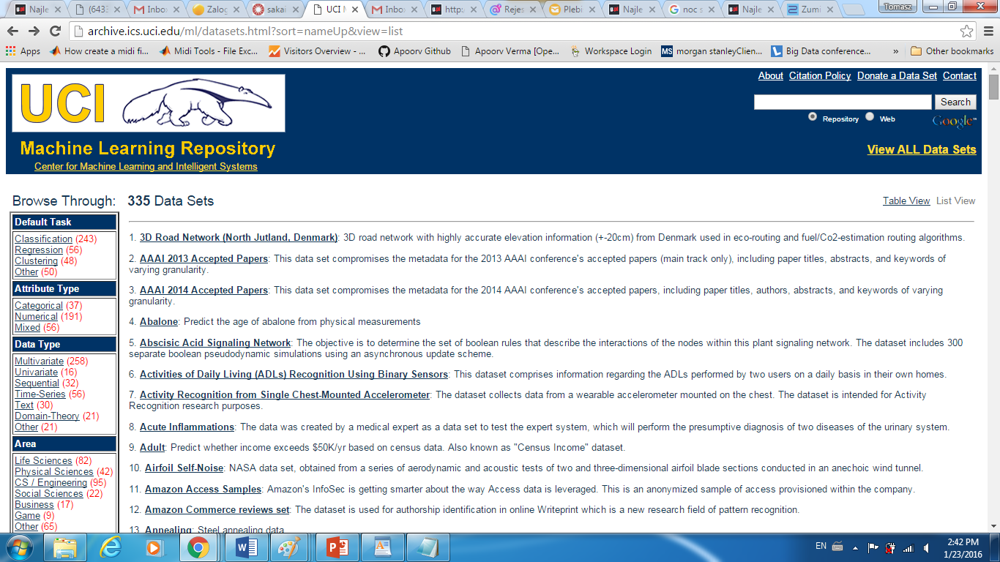 Najle
(643
Inbox
Zalog
sakai
UCI M
Inbox
http:
Rejes
Plebi
Najle
noc s
Najle
Zumi
Tomasz
archive.ics.uci.edu/ml/datasets.html?sort=nameUp&view=list
Apps
How create a midi fi...
Midi Tools - File Exc...
Visitors Overview - ...
Apoorv Github
Apoorv Verma [Ope...
Workspace Login
MS morgan stanleyClien...
Big Data conference...
»
Other bookmarks
UCI
Machine Learning Repository
Center for Machine Learning and Intelligent Systems
About Citation Policy Donate a Data Set Contact
Search
Repository Web Google™
View ALL Data Sets
Browse Through:
Default Task
Classification (243)
Regression (56)
Clustering (48)
Other (50)
Attribute Type
Categorical (37)
Numerical (191)
Mixed (56)
Data Type
Multivariate (258)
Univariate (16)
Sequential (32)
Time-Series (56)
Text (30)
Domain-Theory (21)
Other (21)
Area
Life Sciences (82)
Physical Sciences (42)
CS / Engineering (95)
Social Sciences (22)
Business (17)
Game (9)
Other (65)
335 Data Sets
Table View List View
1. 3D Road Network (North Jutland, Denmark): 3D road network with highly accurate elevation information (+-20cm) from Denmark used in eco-routing and fuel/Co2-estimation routing algorithms.
2. AAAI 2013 Accepted Papers: This data set compromises the metadata for the 2013 AAAI conference's accepted papers (main track only), including paper titles, abstracts, and keywords of
varying granularity.
3. AAAI 2014 Accepted Papers: This data set compromises the metadata for the 2014 AAAI conference's accepted papers, including paper titles, authors, abstracts, and keywords of varying
granularity.
4. Abalone: Predict the age of abalone from physical measurements
5. Abscisic Acid Signaling Network: The objective is to determine the set of boolean rules that describe the interactions of the nodes within this plant signaling network. The dataset includes 300
separate boolean pseudodynamic simulations using an asynchronous update scheme.
6. Activities of Daily Living (ADLs) Recognition Using Binary Sensors: This dataset comprises information regarding the ADLs performed by two users on a daily basis in their own homes.
7. Activity Recognition from Single Chest-Mounted Accelerometer: The dataset collects data from a wearable accelerometer mounted on the chest. The dataset is intended for Activity
Recognition research purposes.
8. Acute Inflammations: The data was created by a medical expert as a data set to test the expert system, which will perform the presumptive diagnosis of two diseases of the urinary system.
9. Adult: Predict whether income exceeds $50K/yr based on census data. Also known as "Census Income" dataset.
10. Airfoil Self-Noise: NASA data set, obtained from a series of aerodynamic and acoustic tests of two and three-dimensional airfoil blade sections conducted in an anechoic wind tunnel.
11. Amazon Access Samples: Amazon's InfoSec is getting smarter about the way Access data is leveraged. This is an anonymized sample of access provisioned within the company.
12. Amazon Commerce reviews set: The dataset is used for authorship identification in online Writeprint which is a new research field of pattern recognition.
13. Annealing: Steel annealing data
EN
2:42 PM
1/23/2016